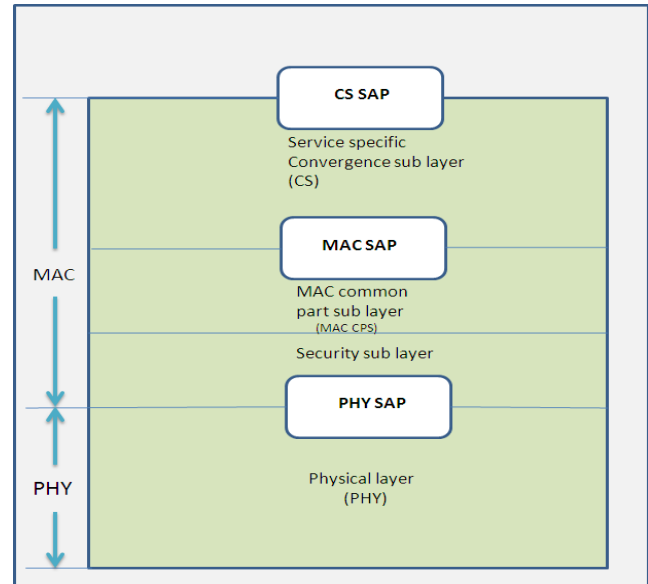 CS SAP
Service specific
Convergence sub layer
(CS)
MAC SAP
MAC
MAC common
part sub layer
(MAC CPS)
Security sub layer
PHY SAP
Physical layer
(PHY)
PHY